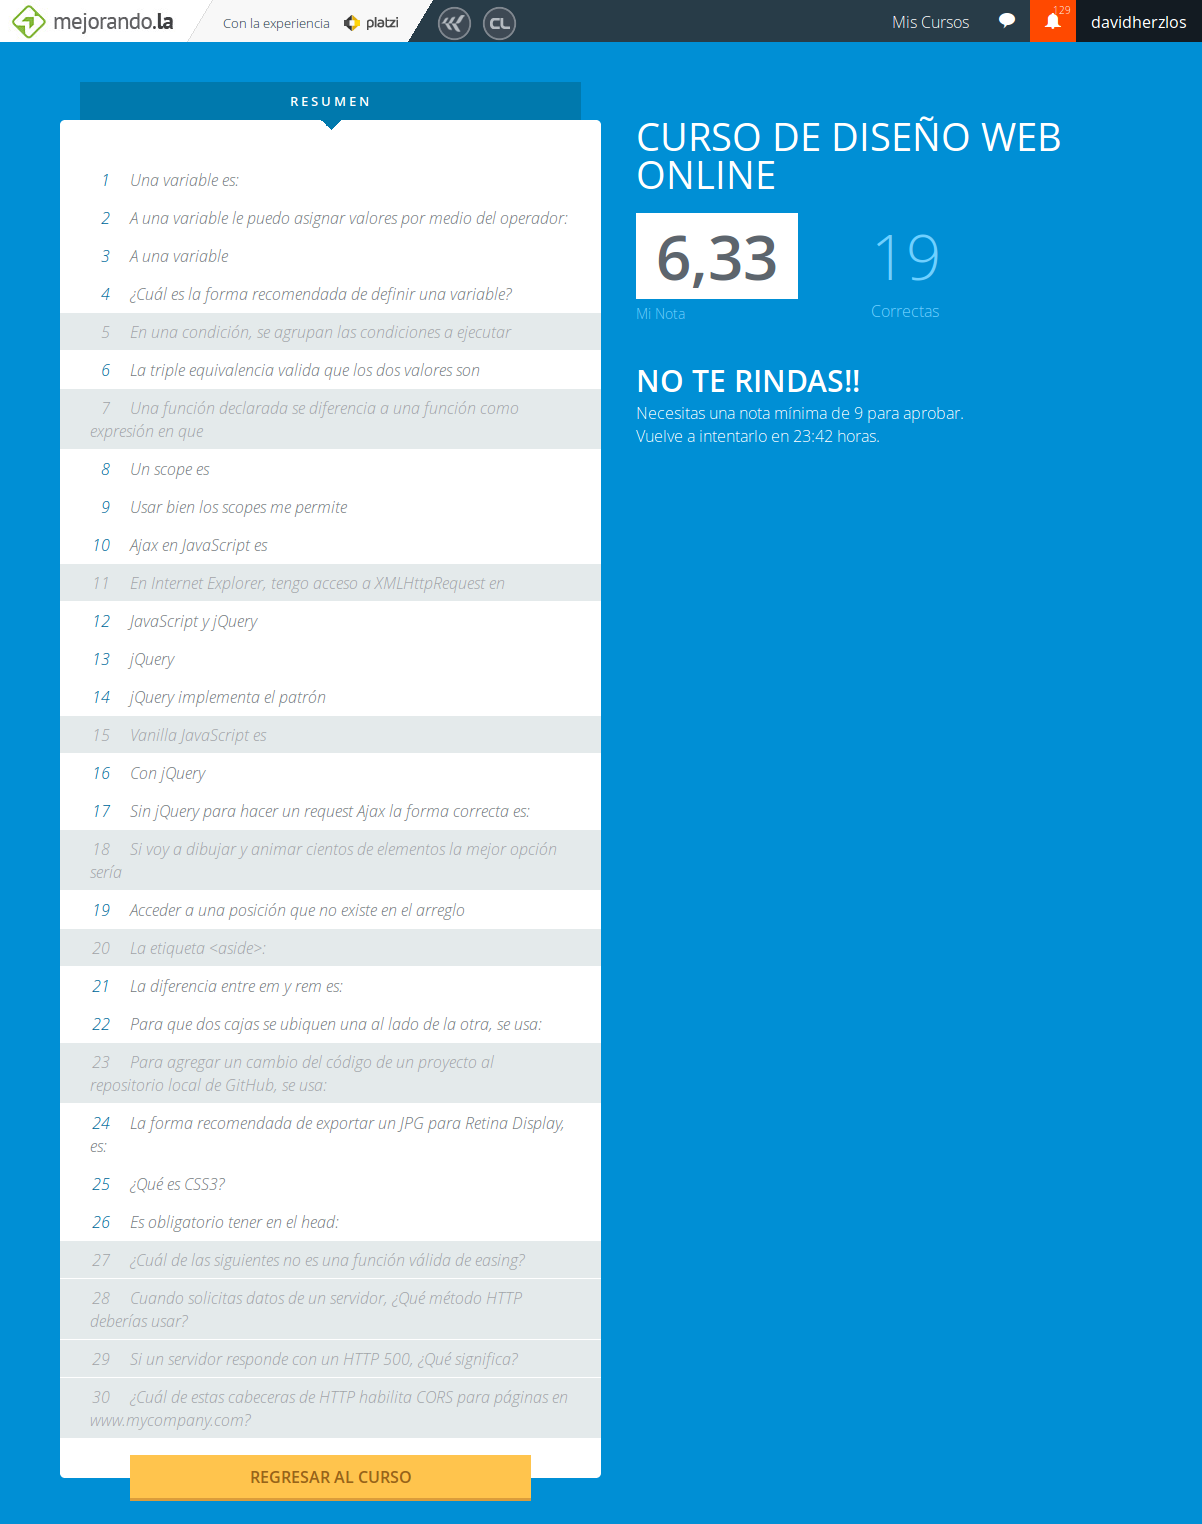 mejorando.la
Con la experiencia platzi
CL
Mis Cursos
129
davidherzlos
RESUMEN
1 Una variable es:
2 A una variable le puedo asignar valores por medio del operador:
3 A una variable
4 ¿Cuál es la forma recomendada de definir una variable?
5 En una condición, se agrupan las condiciones a ejecutar
6 La triple equivalencia valida que los dos valores son
7 Una función declarada se diferencia a una función como
expresión en que
8 Un scope es
9 Usar bien los scopes me permite
10 Ajax en JavaScript es
11 En Internet Explorer, tengo acceso a XMLHttpRequest en
12 JavaScript y jQuery
13 jQuery
14 jQuery implementa el patrón
15 Vanilla JavaScript es
16 Con jQuery
17 Sin jQuery para hacer un request Ajax la forma correcta es:
18 Si voy a dibujar y animar cientos de elementos la mejor opción
sería
19 Acceder a una posición que no existe en el arreglo
20 La etiqueta <aside>:
21 La diferencia entre em y rem es:
22 Para que dos cajas se ubiquen una al lado de la otra, se usa:
23 Para agregar un cambio del código de un proyecto al
repositorio local de GitHub, se usa:
24 La forma recomendada de exportar un JPG para Retina Display,
es:
25 ¿Qué es CSS3?
26 Es obligatorio tener en el head:
27 ¿Cuál de las siguientes no es una función válida de easing?
28 Cuando solicitas datos de un servidor, ¿Qué método HTTP
deberías usar?
29 Si un servidor responde con un HTTP 500, ¿Qué significa?
30 ¿Cuál de estas cabeceras de HTTP habilita CORS para páginas en
www.mycompany.com?
REGRESAR AL CURSO
CURSO DE DISEÑO WEB
ONLINE
6,33
Mi Nota
19
Correctas
NO TE RINDAS!!
Necesitas una nota mínima de 9 para aprobar.
Vuelve a intentarlo en 23:42 horas.